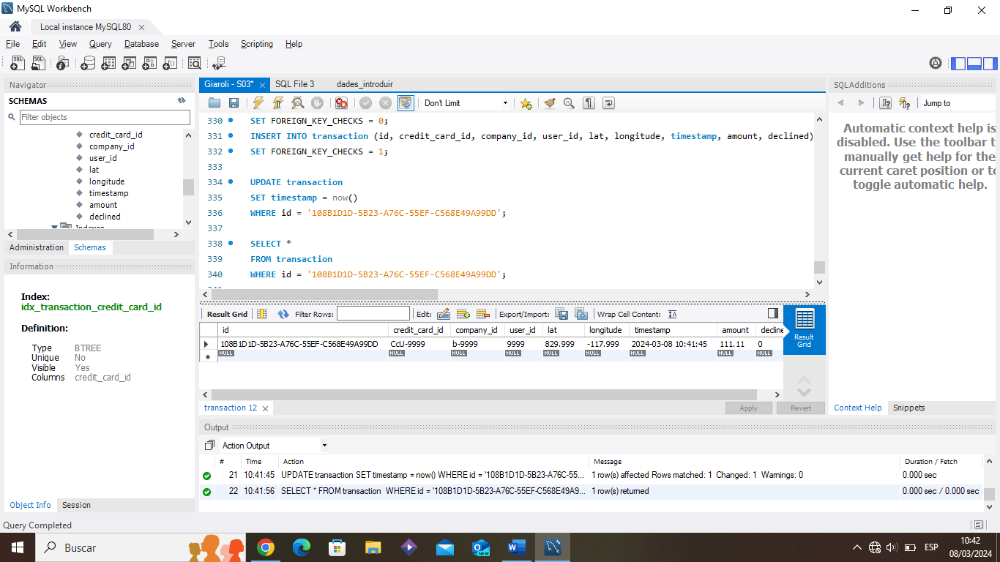 MySQL Workbench
Local instance MySQL80
File Edit View Query Database Server Tools Scripting Help
Navigator
SCHEMAS
Filter objects
credit_card_id
company_id
user_id
lat
longitude
timestamp
amount
declined
Indexes
Administration Schemas
Information
Index:
idx_transaction_credit_card_id
Definition:
Type BTREE
Unique No
Visible Yes
Columns credit_card_id
Object Info Session
Giaroli - S03* SQL File 3 dades_introduir
Don't Limit
330 SET FOREIGN_KEY_CHECKS = 0;
331 INSERT INTO transaction (id, credit_card_id, company_id, user_id, lat, longitude, timestamp, amount, declined)
332 SET FOREIGN_KEY_CHECKS = 1;
333
334 UPDATE transaction
335 SET timestamp = now()
336 WHERE id = '108B1D1D-5B23-A76C-55EF-C568E49A99DD';
337
338 SELECT *
339 FROM transaction
340 WHERE id = '108B1D1D-5B23-A76C-55EF-C568E49A99DD';
Result Grid Filter Rows: Edit: Export/Import: Wrap Cell Content:
id credit_card_id company_id user_id lat longitude timestamp amount decline
108B1D1D-5B23-A76C-55EF-C568E49A99DD CcU-9999 b-9999 9999 829.999 -117.999 2024-03-08 10:41:45 111.11 0
NULL NULL NULL NULL NULL NULL NULL NULL NULL
Result
Grid
transaction 12
Apply Revert
SQLAdditions
Jump to
Automatic context help is
disabled. Use the toolbar t
manually get help for the
current caret position or to
toggle automatic help.
Context Help Snippets
Output
Action Output
# Time Action Message Duration / Fetch
21 10:41:45 UPDATE transaction SET timestamp = now() WHERE id = '108B1D1D-5B23-A76C-55... 1 row(s) affected Rows matched: 1 Changed: 1 Warnings: 0 0.000 sec
22 10:41:56 SELECT * FROM transaction WHERE id = '108B1D1D-5B23-A76C-55EF-C568E49A9... 1 row(s) returned 0.000 sec / 0.000 sec
Query Completed
Buscar
NEW
ESP
10:42
08/03/2024